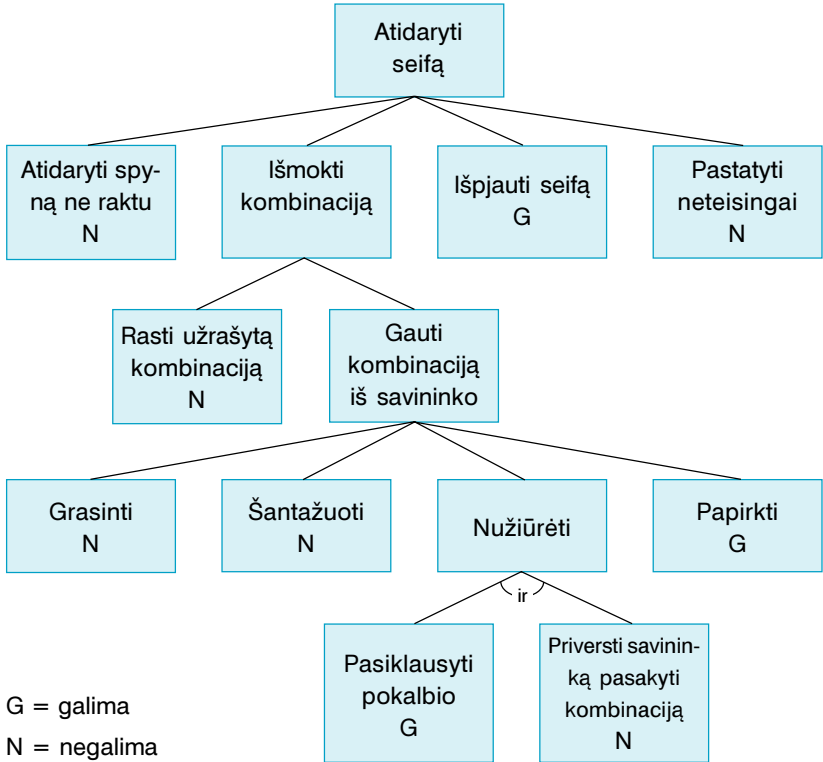 Atidaryti
seifą
Atidaryti spy-
ną ne raktu
N
Išmokti
kombinaciją
Išpjauti seifą
G
Pastatyti
neteisingai
N
Rasti užrašytą
kombinaciją
N
Gauti
kombinaciją
iš savininko
Grasinti
N
Šantažuoti
N
Nužiūrėti
Papirkti
G
ir
Pasiklausyti
pokalbio
G
Priversti savinin-
ką pasakyti
kombinaciją
N
G = galima
N = negalima